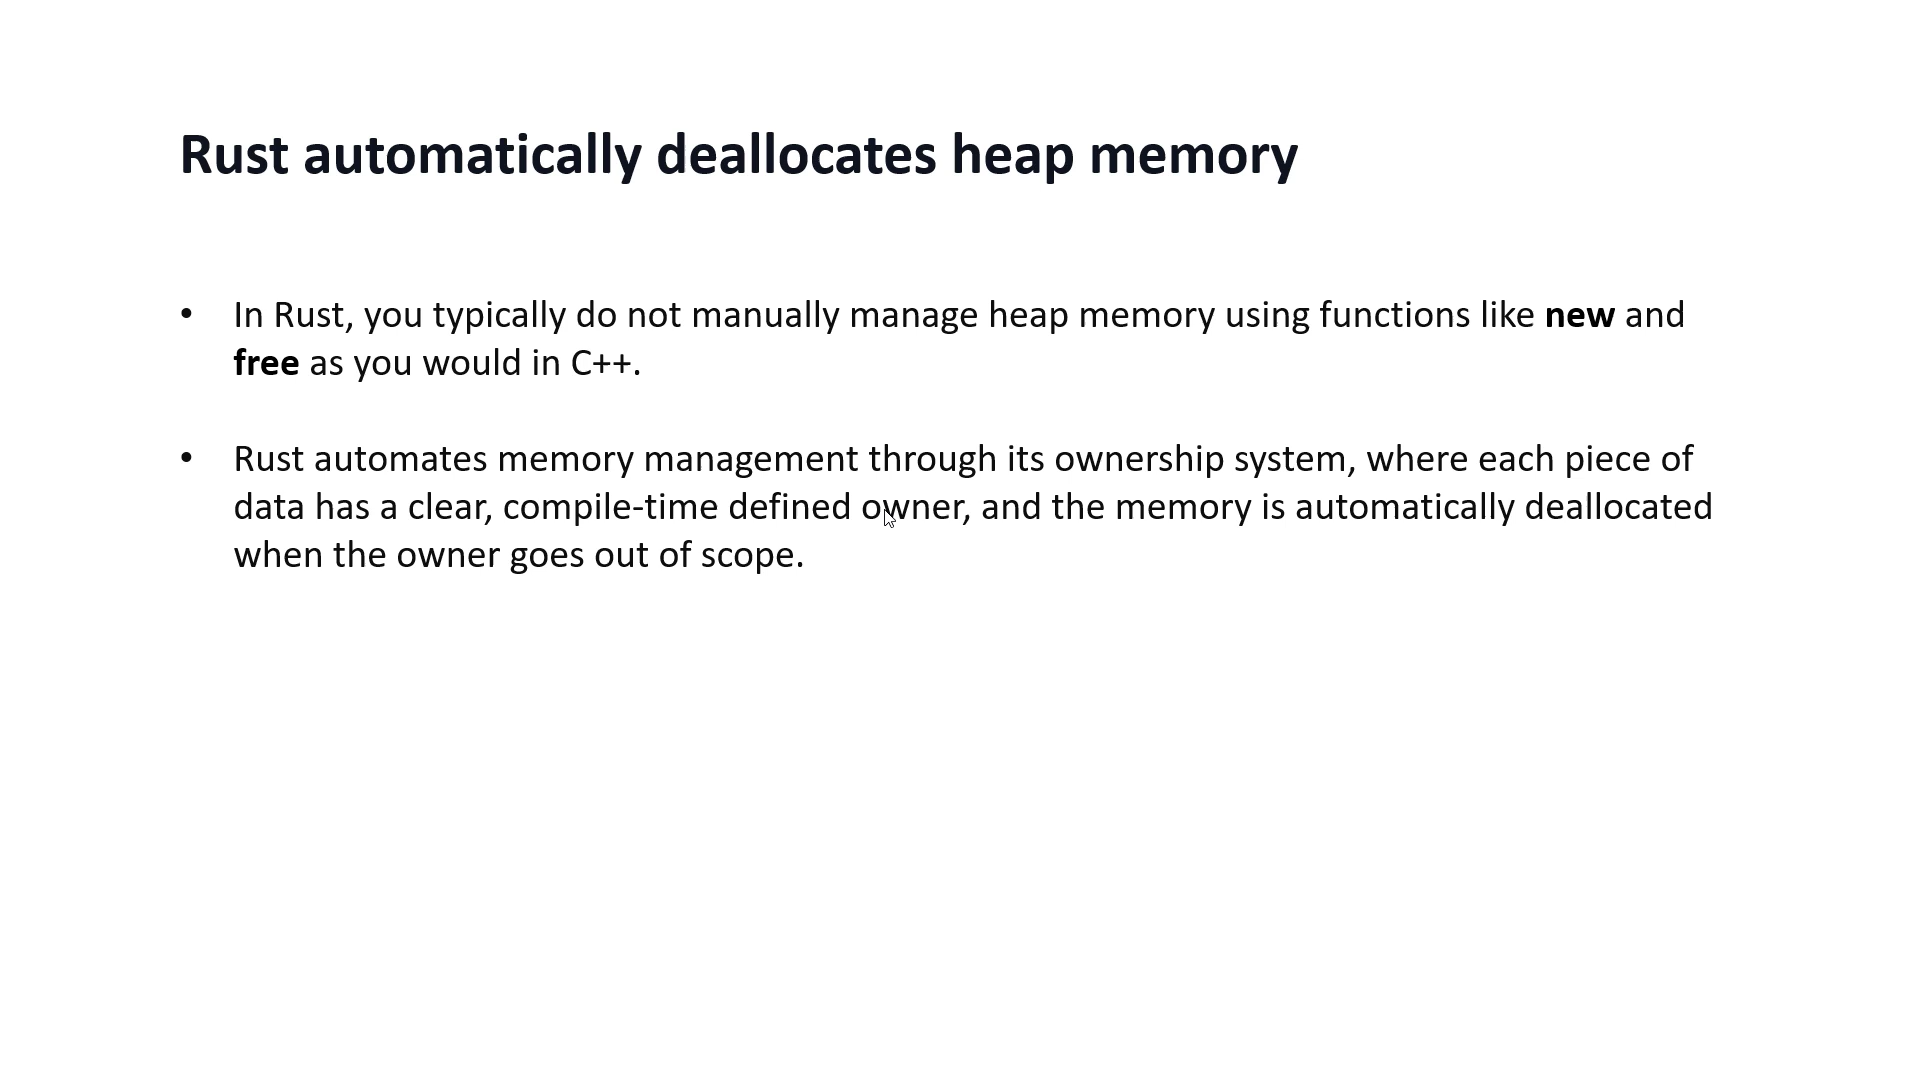 Rust automatically deallocates heap memory
• In Rust, you typically do not manually manage heap memory using functions like new and
free as you would in C++.
• Rust automates memory management through its ownership system, where each piece of
data has a clear, compile-time defined owner, and the memory is automatically deallocated
when the owner goes out of scope.